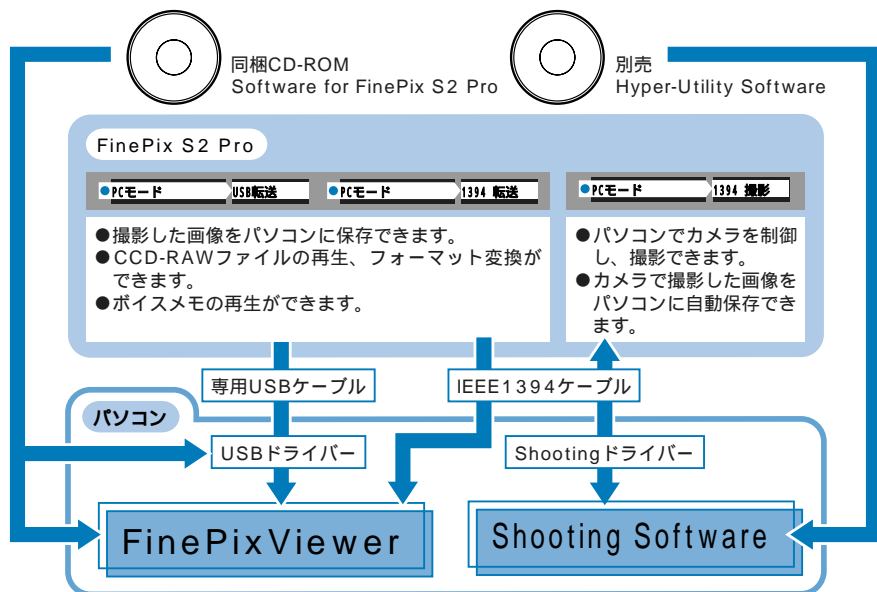 同梱CD-ROM
Software for FinePix S2 Pro
別売
Hyper-Utility Software
FinePix S2 Pro
●PCモード USB転送
●PCモード 1394 転送
●PCモード 1394 撮影
●撮影した画像をパソコンに保存できます。
●CCD-RAWファイルの再生、フォーマット変換が
できます。
●ボイスメモの再生ができます。
●パソコンでカメラを制御
し、撮影できます。
●カメラで撮影した画像を
パソコンに自動保存でき
ます。
専用USBケーブル
IEEE1394ケーブル
パソコン
USBドライバー
Shootingドライバー
FinePixViewer
Shooting Software